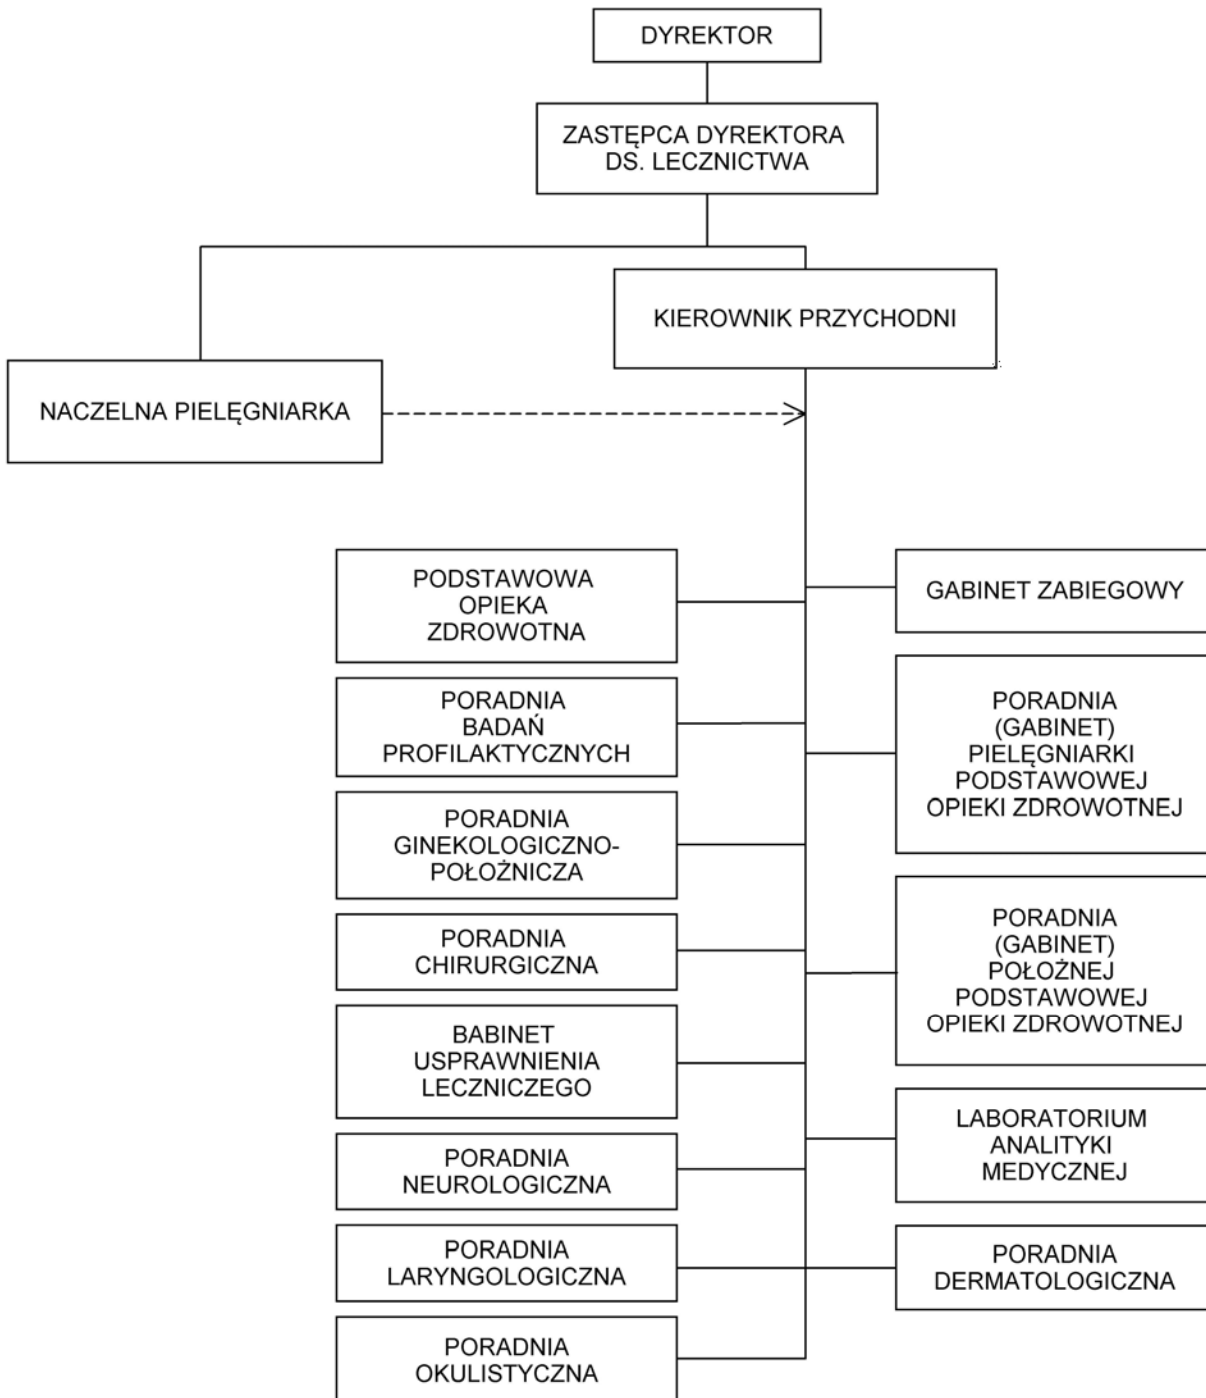 DYREKTOR
ZASTĘPCA DYREKTORA
DS. LECZNICTWA
KIEROWNIK PRZYCHODNI
NACZELNA PIELĘGNIARKA
PODSTAWOWA
OPIEKA
ZDROWOTNA
PORADNIA
BADAŃ
PROFILAKTYCZNYCH
PORADNIA
GINEKOLOGICZNO-
POŁOŻNICZA
PORADNIA
CHIRURGICZNA
BABINET
USPRAWNIENIA
LECZNICZEGO
PORADNIA
NEUROLOGICZNA
PORADNIA
LARYNGOLOGICZNA
PORADNIA
OKULISTYCZNA
GABINET ZABIEGOWY
PORADNIA
(GABINET)
PIELĘGNIARKI
PODSTAWOWEJ
OPIEKI ZDROWOTNEJ
PORADNIA
(GABINET)
POŁOŻNEJ
PODSTAWOWEJ
OPIEKI ZDROWOTNEJ
LABORATORIUM
ANALITYKI
MEDYCZNEJ
PORADNIA
DERMATOLOGICZNA